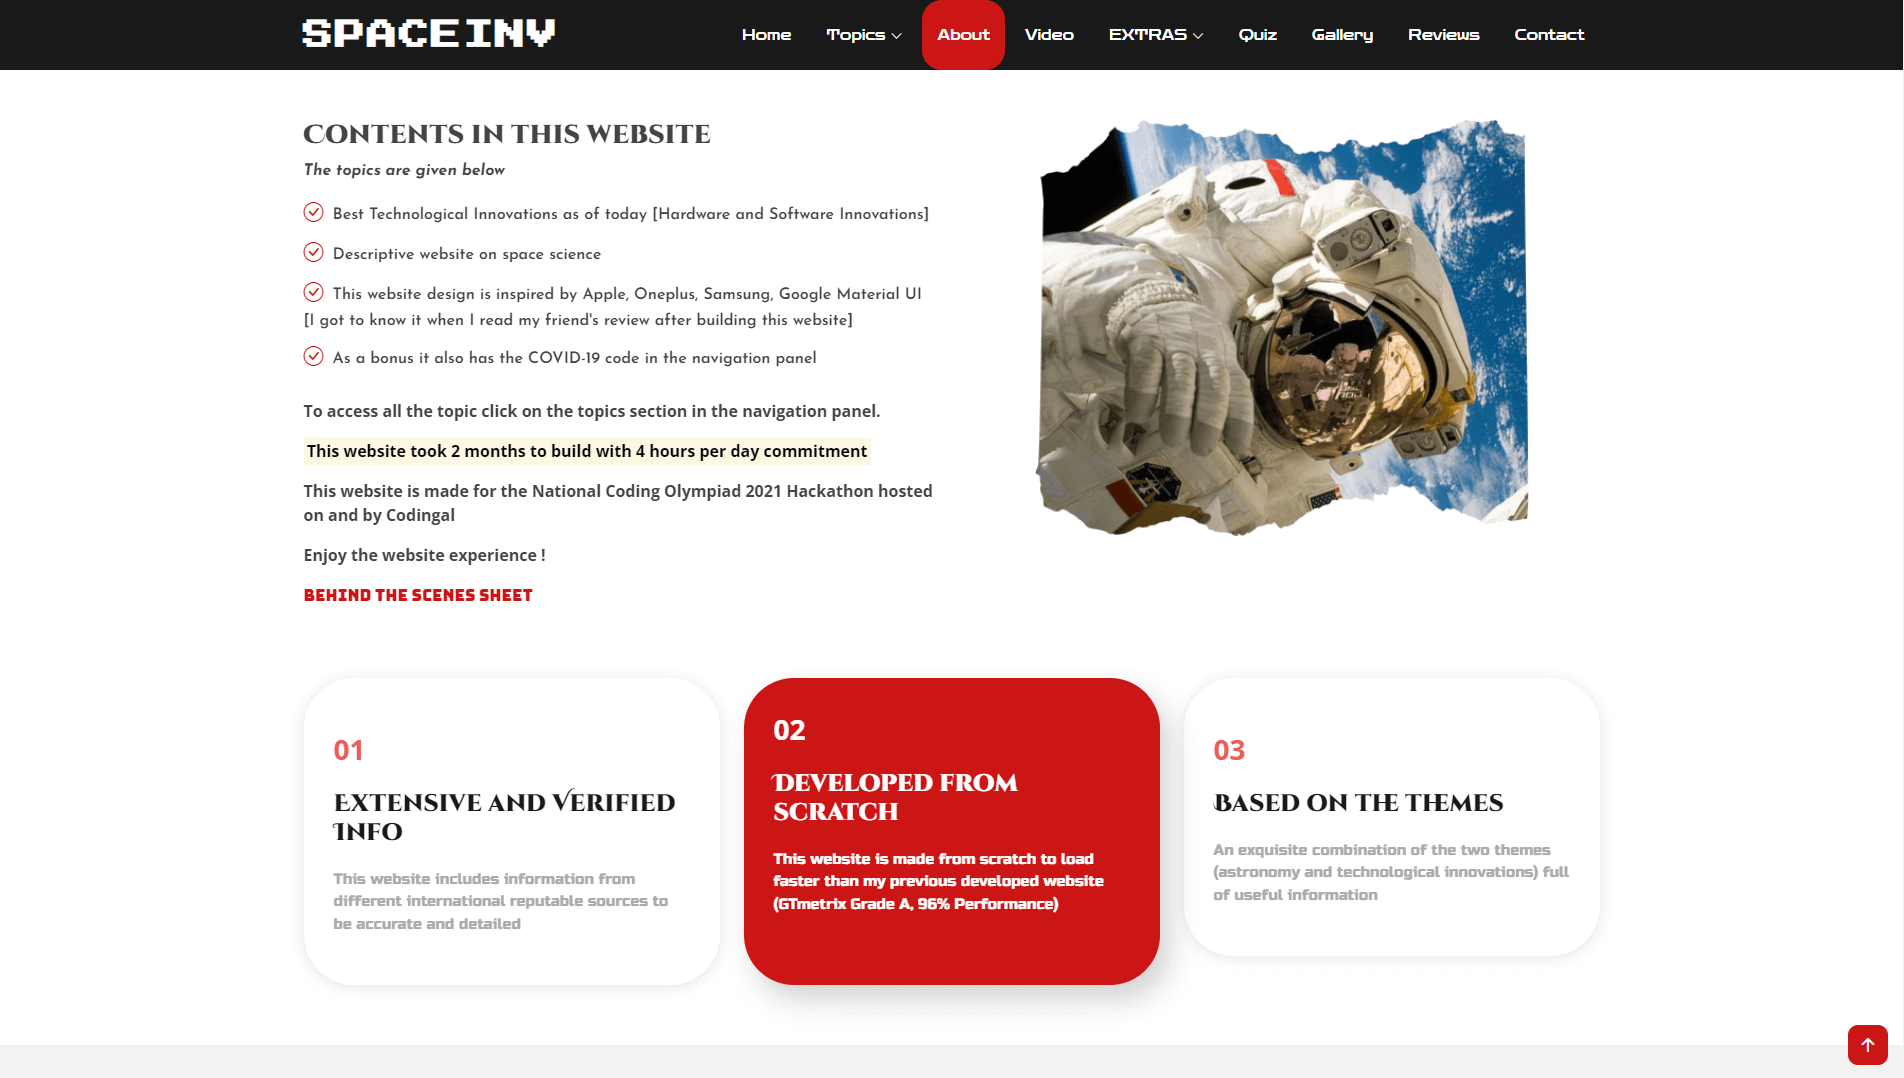 SPACEINV
Home Topics About Video EXTRAS Quiz Gallery Reviews Contact
Contents in this website
The topics are given below
Best Technological Innovations as of today [Hardware and Software Innovations]
Descriptive website on space science
This website design is inspired by Apple, Oneplus, Samsung, Google Material UI
[I got to know it when I read my friend's review after building this website]
As a bonus it also has the COVID-19 code in the navigation panel
To access all the topic click on the topics section in the navigation panel.
This website took 2 months to build with 4 hours per day commitment
This website is made for the National Coding Olympiad 2021 Hackathon hosted
on and by Codingal
Enjoy the website experience !
BEHIND THE SCENES SHEET
01
Extensive and Verified
Info
This website includes information from
different international reputable sources to
be accurate and detailed
02
Developed from
scratch
This website is made from scratch to load
faster than my previous developed website
(GTmetrix Grade A, 96% Performance)
03
Based on the themes
An exquisite combination of the two themes
(astronomy and technological innovations) full
of useful information